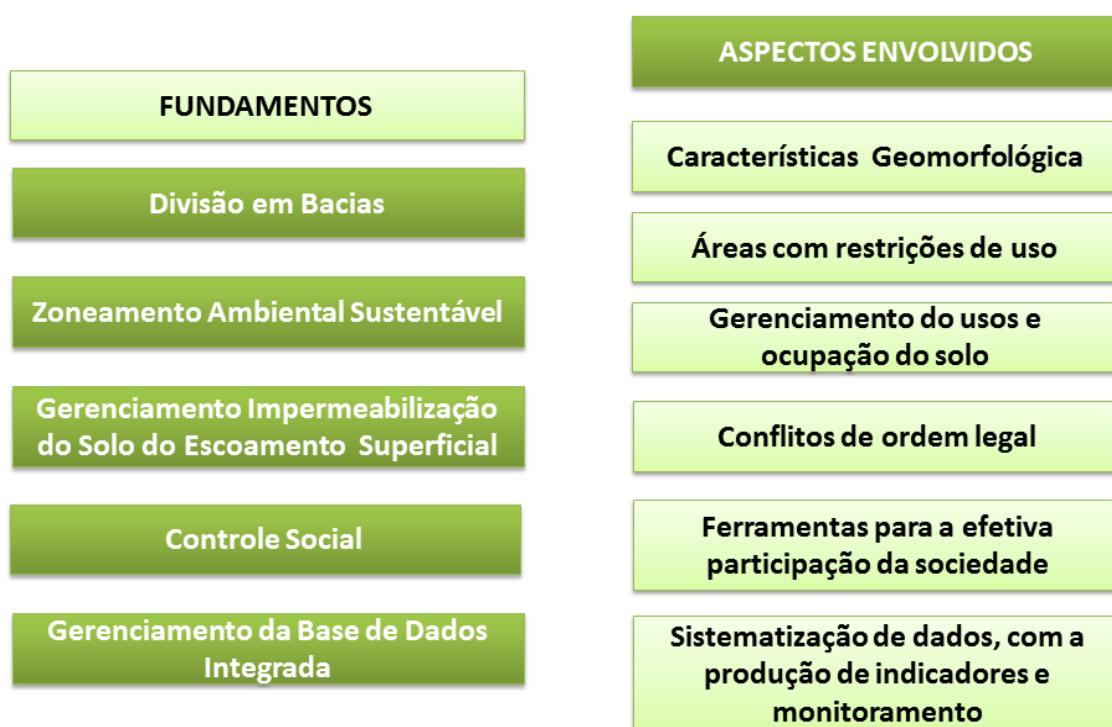 FUNDAMENTOS
Divisão em Bacias
Zoneamento Ambiental Sustentável
Gerenciamento Impermeabilização
do Solo do Escoamento Superficial
Controle Social
Gerenciamento da Base de Dados
Integrada
ASPECTOS ENVOLVIDOS
Características Geomorfológica
Áreas com restrições de uso
Gerenciamento do usos e
ocupação do solo
Conflitos de ordem legal
Ferramentas para a efetiva
participação da sociedade
Sistematização de dados, com a
produção de indicadores e
monitoramento